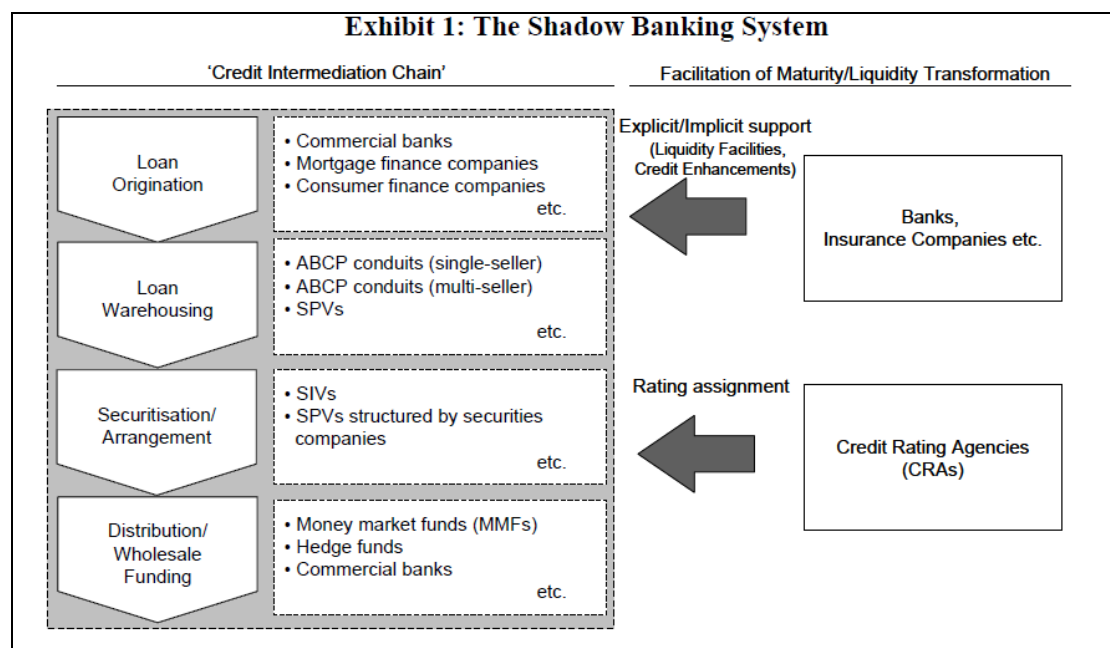 Exhibit 1: The Shadow Banking System
‘Credit Intermediation Chain’
Facilitation of Maturity/Liquidity Transformation
Loan
Origination
• Commercial banks
• Mortgage finance companies
• Consumer finance companies
etc.
Explicit/Implicit support
(Liquidity Facilities,
Credit Enhancements)
Banks,
Insurance Companies etc.
Loan
Warehousing
• ABCP conduits (single-seller)
• ABCP conduits (multi-seller)
• SPVs
etc.
Securitisation/
Arrangement
• SIVs
• SPVs structured by securities
companies
etc.
Rating assignment
Credit Rating Agencies
(CRAs)
Distribution/
Wholesale
Funding
• Money market funds (MMFs)
• Hedge funds
• Commercial banks
etc.